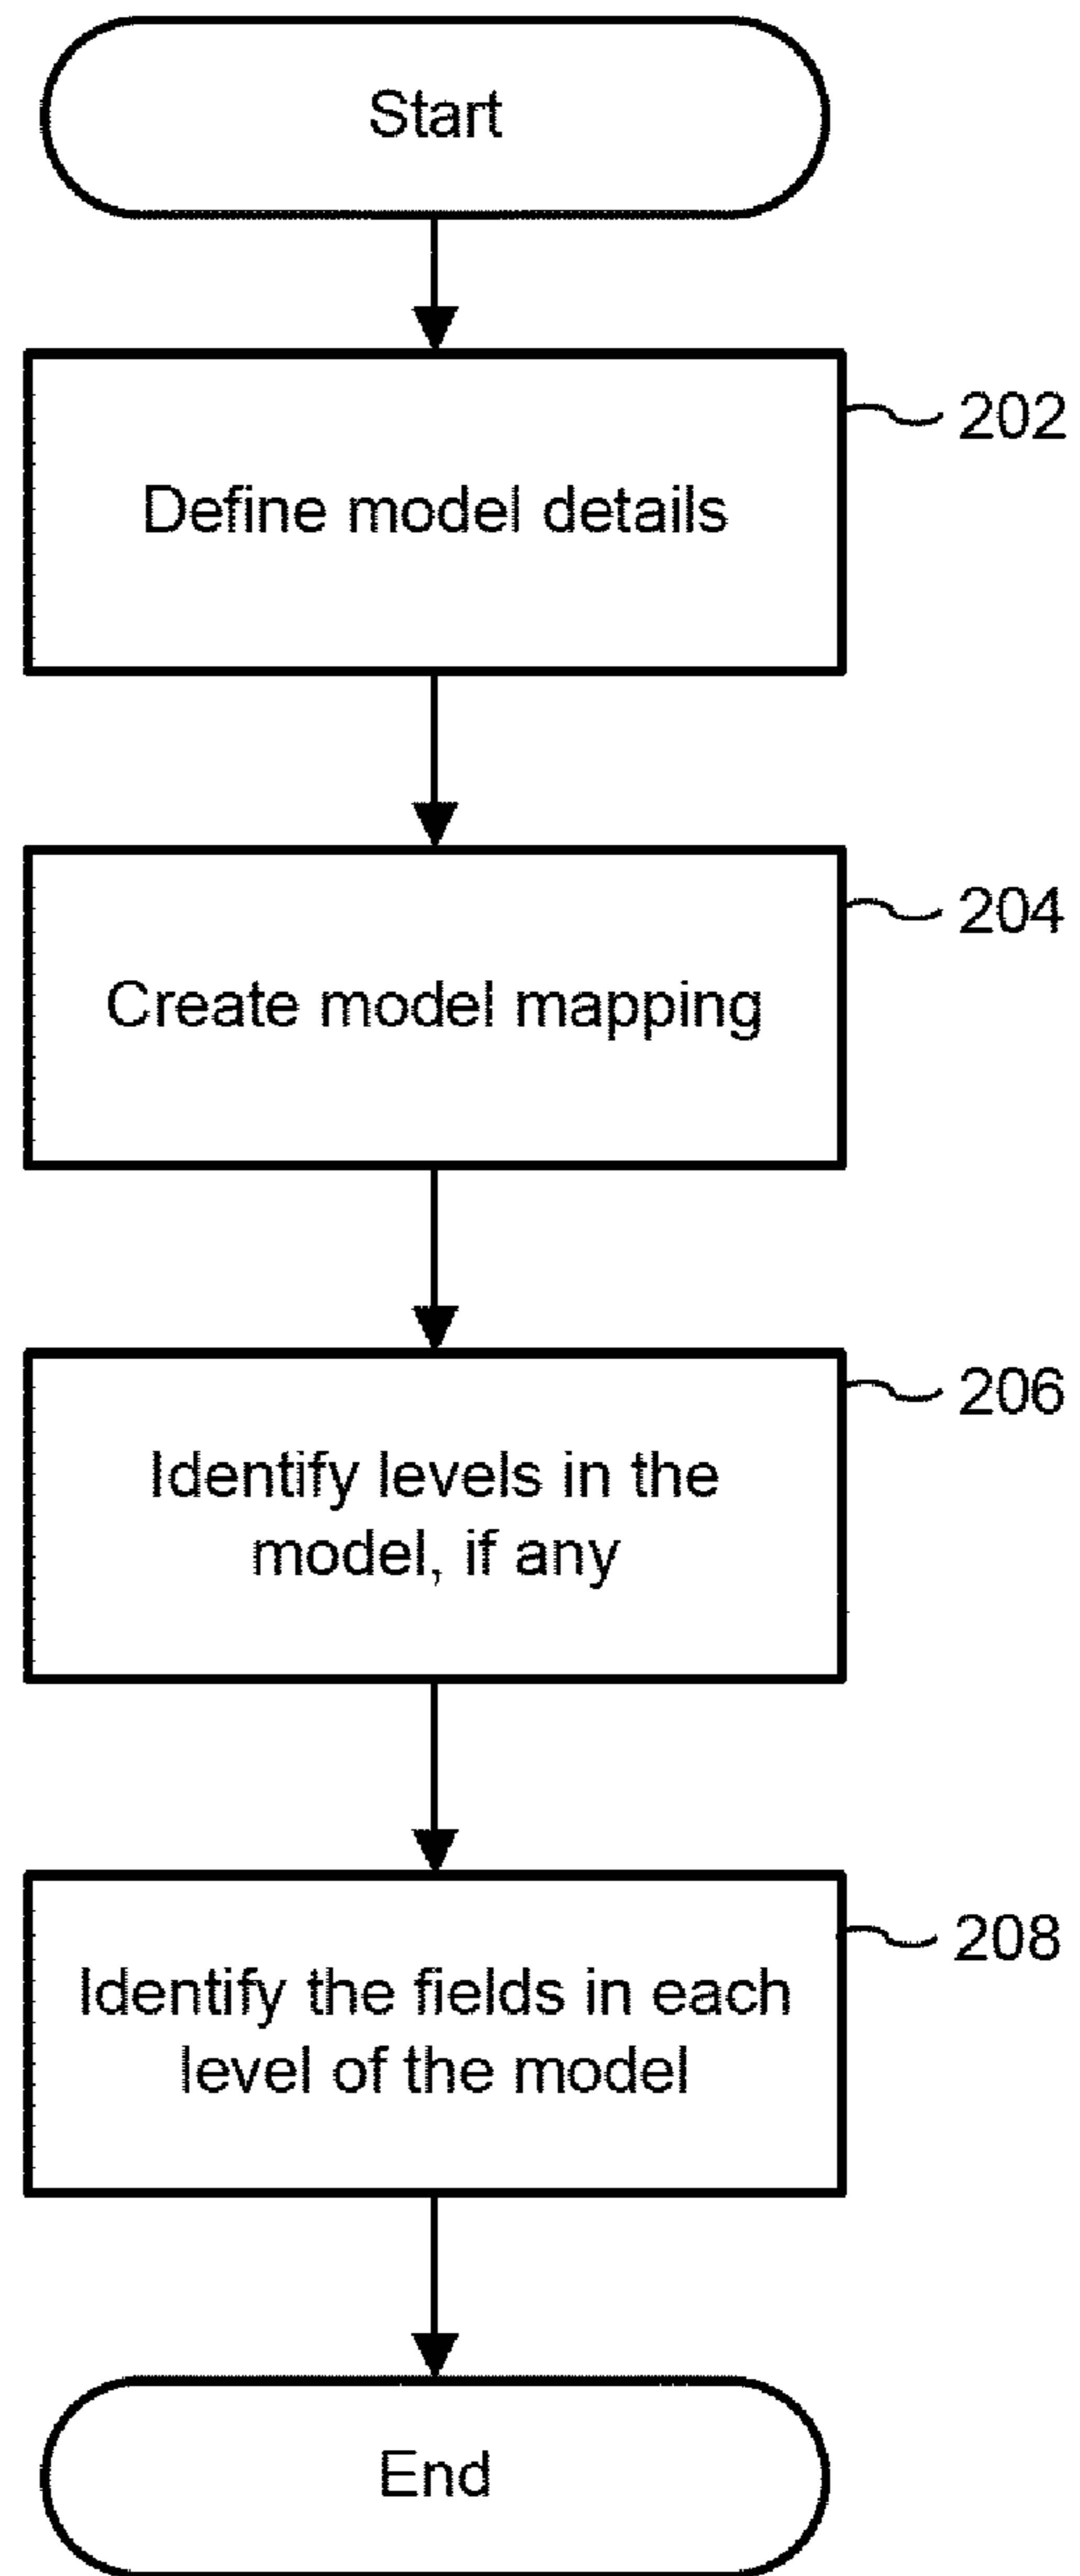 Start
202
Define model details
204
Create model mapping
206
Identify levels in the
model, if any
208
Identify the fields in each
level of the model
End